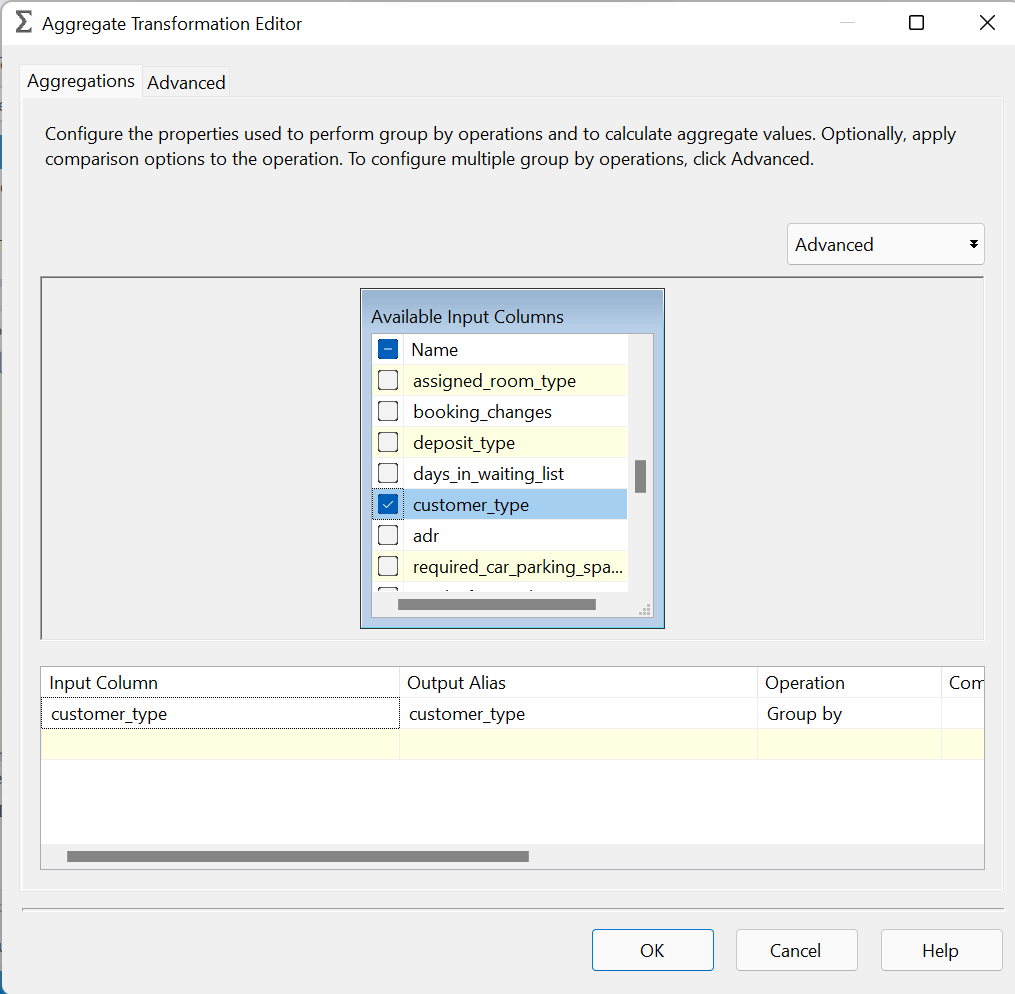 Aggregate Transformation Editor
Aggregations
Advanced
Configure the properties used to perform group by operations and to calculate aggregate values. Optionally, apply
comparison options to the operation. To configure multiple group by operations, click Advanced.
Advanced
Available Input Columns
Name
assigned_room_type
booking_changes
deposit_type
days_in_waiting_list
customer_type
adr
required_car_parking_spa...
Input Column Output Alias Operation Com
customer_type customer_type Group by
OK Cancel Help